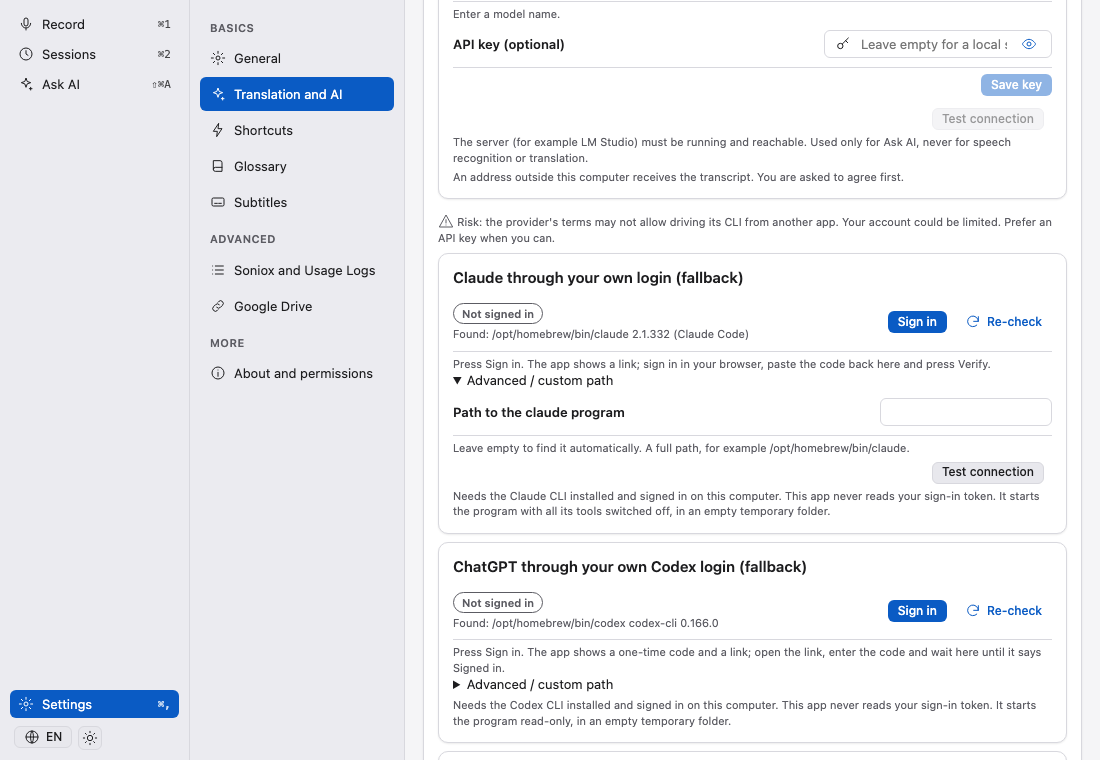 Record ⌘1
Sessions ⌘2
Ask AI ⇧⌘A
Settings ⌘,
EN
BASICS
General
Translation and AI
Shortcuts
Glossary
Subtitles
ADVANCED
Soniox and Usage Logs
Google Drive
MORE
About and permissions
Enter a model name.
API key (optional)
Leave empty for a local s
Save key
Test connection
The server (for example LM Studio) must be running and reachable. Used only for Ask AI, never for speech
recognition or translation.
An address outside this computer receives the transcript. You are asked to agree first.
Risk: the provider's terms may not allow driving its CLI from another app. Your account could be limited. Prefer an
API key when you can.
Claude through your own login (fallback)
Not signed in
Found: /opt/homebrew/bin/claude 2.1.332 (Claude Code)
Sign in
Re-check
Press Sign in. The app shows a link; sign in in your browser, paste the code back here and press Verify.
Advanced / custom path
Path to the claude program
Leave empty to find it automatically. A full path, for example /opt/homebrew/bin/claude.
Test connection
Needs the Claude CLI installed and signed in on this computer. This app never reads your sign-in token. It starts
the program with all its tools switched off, in an empty temporary folder.
ChatGPT through your own Codex login (fallback)
Not signed in
Found: /opt/homebrew/bin/codex codex-cli 0.166.0
Sign in
Re-check
Press Sign in. The app shows a one-time code and a link; open the link, enter the code and wait here until it says
Signed in.
Advanced / custom path
Needs the Codex CLI installed and signed in on this computer. This app never reads your sign-in token. It starts
the program read-only, in an empty temporary folder.